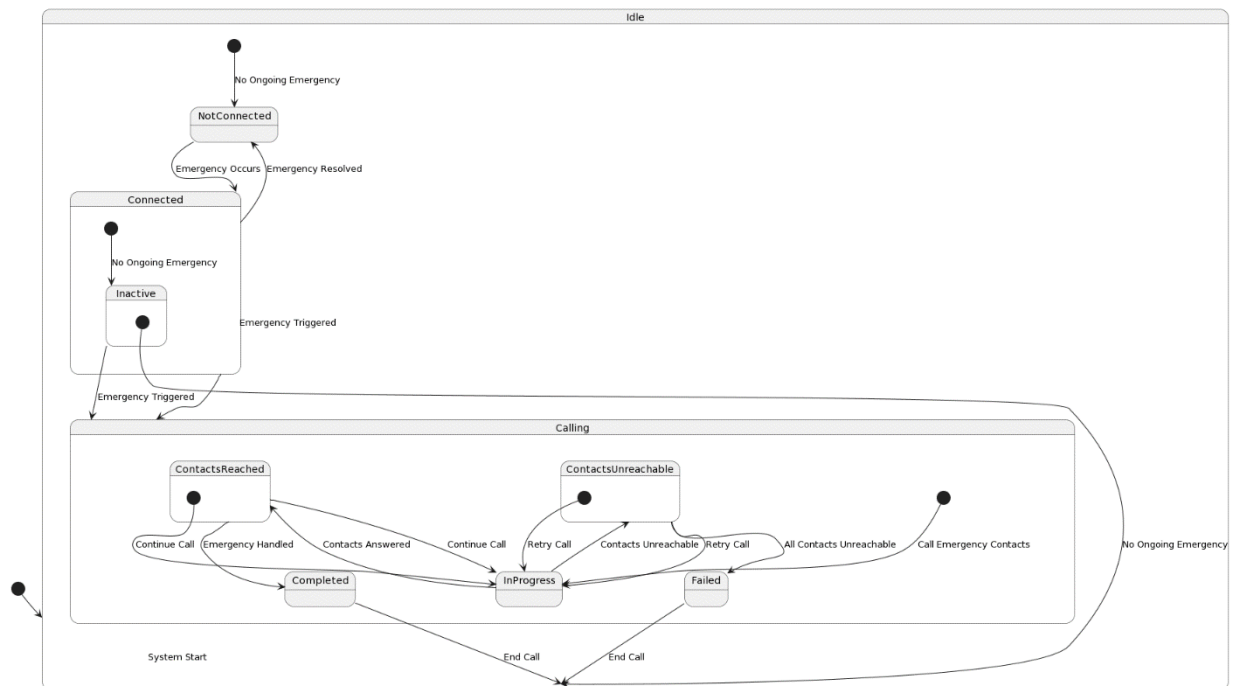 Idle
No Ongoing Emergency
NotConnected
Emergency Occurs
Emergency Resolved
Connected
No Ongoing Emergency
Inactive
Emergency Triggered
Emergency Triggered
Calling
ContactsReached
ContactsUnreachable
Continue Call
Emergency Handled
Contacts Answered
Continue Call
Retry Call
Contacts Unreachable
Retry Call
All Contacts Unreachable
Call Emergency Contacts
No Ongoing Emergency
Completed
InProgress
Failed
System Start
End Call
End Call